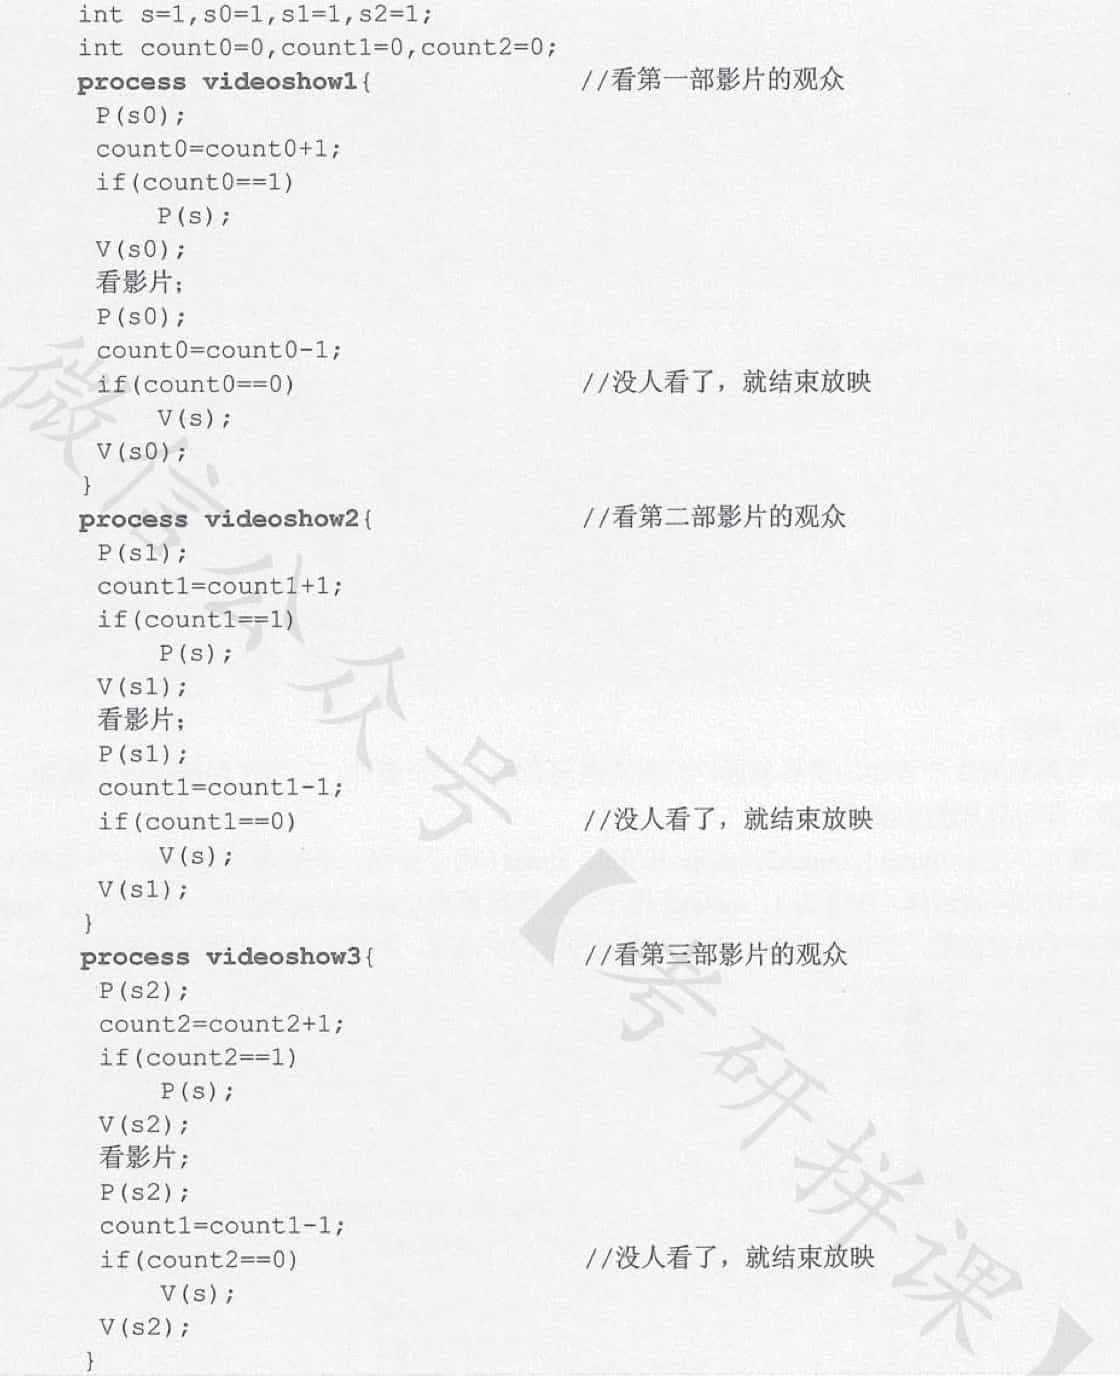 int s=1,s0=1,s1=1,s2=1;
int count0=0,count1=0,count2=0;
process videoshow1{ //看第一部影片的观众
P(s0);
count0=count0+1;
if(count0==1)
P(s);
V(s0);
看影片;
P(s0);
count0=count0-1;
if(count0==0) //没人看了，就结束放映
V(s);
V(s0);
}
process videoshow2{ //看第二部影片的观众
P(s1);
count1=count1+1;
if(count1==1)
P(s);
V(s1);
看影片;
P(s1);
count1=count1-1;
if(count1==0) //没人看了，就结束放映
V(s);
V(s1);
}
process videoshow3{ //看第三部影片的观众
P(s2);
count2=count2+1;
if(count2==1)
P(s);
V(s2);
看影片;
P(s2);
count1=count1-1;
if(count2==0) //没人看了，就结束放映
V(s);
V(s2);
}
微信公众号【考研拼课】